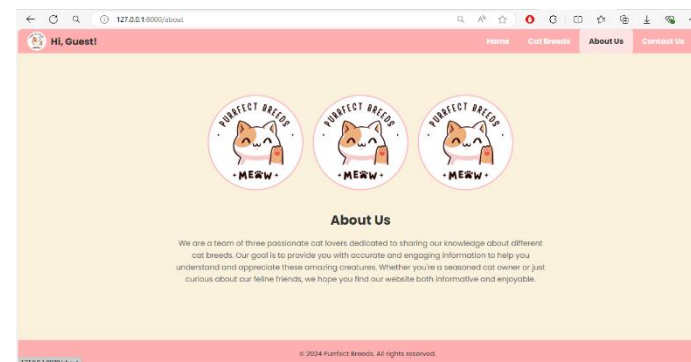 127.0.0.1:8000/about
Hi, Guest!
Home Cat Breeds About Us Contact Us
PURRFECT BREEDS PURRFECT BREEDS PURRFECT BREEDS
MEOW MEOW MEOW
About Us
We are a team of three passionate cat lovers dedicated to sharing our knowledge about different
cat breeds. Our goal is to provide you with accurate and engaging information to help you
understand and appreciate these amazing creatures. Whether you're a seasoned cat owner or just
curious about our feline friends, we hope you find our website both informative and enjoyable.
© 2024 Purrfect Breeds. All rights reserved.